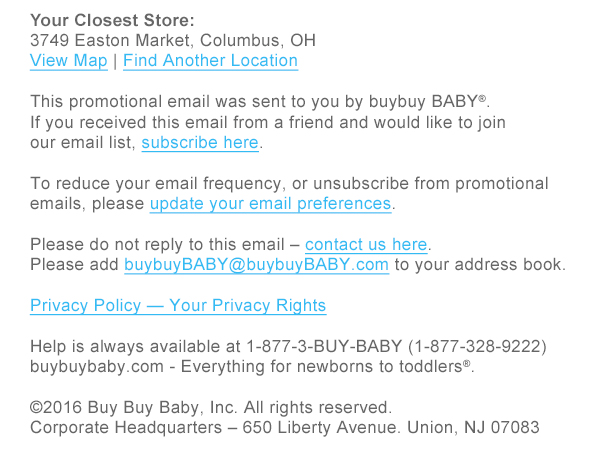 Your Closest Store:
3749 Easton Market, Columbus, OH
View Map | Find Another Location
This promotional email was sent to you by buybuy BABY®.
If you received this email from a friend and would like to join
our email list, subscribe here.
To reduce your email frequency, or unsubscribe from promotional
emails, please update your email preferences.
Please do not reply to this email – contact us here.
Please add buybuyBABY@buybuyBABY.com to your address book.
Privacy Policy — Your Privacy Rights
Help is always available at 1-877-3-BUY-BABY (1-877-328-9222)
buybuybaby.com - Everything for newborns to toddlers®.
©2016 Buy Buy Baby, Inc. All rights reserved.
Corporate Headquarters – 650 Liberty Avenue. Union, NJ 07083